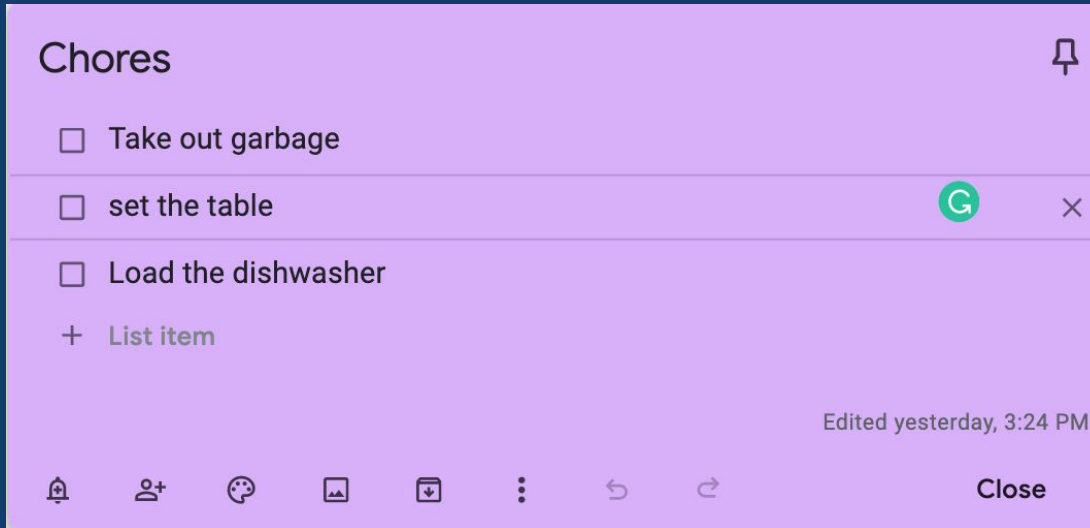 Chores
Take out garbage
set the table
Load the dishwasher
+ List item
Edited yesterday, 3:24 PM
Close